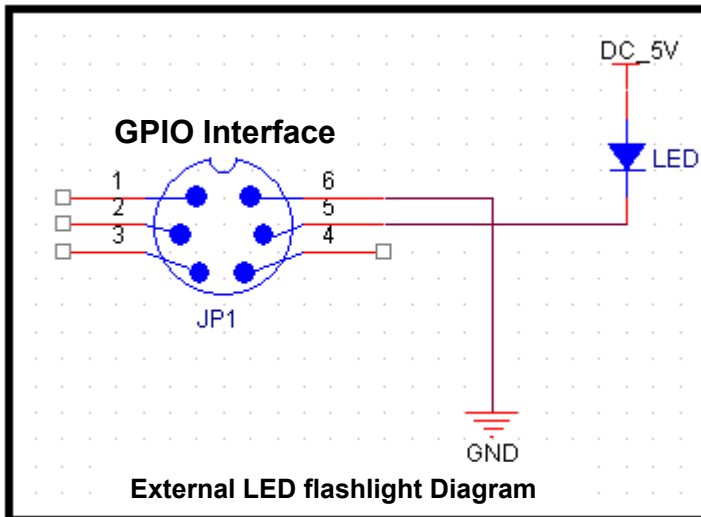 DC_5V
GPIO Interface
LED
1
6
2
5
3
4
JP1
GND
External LED flashlight Diagram